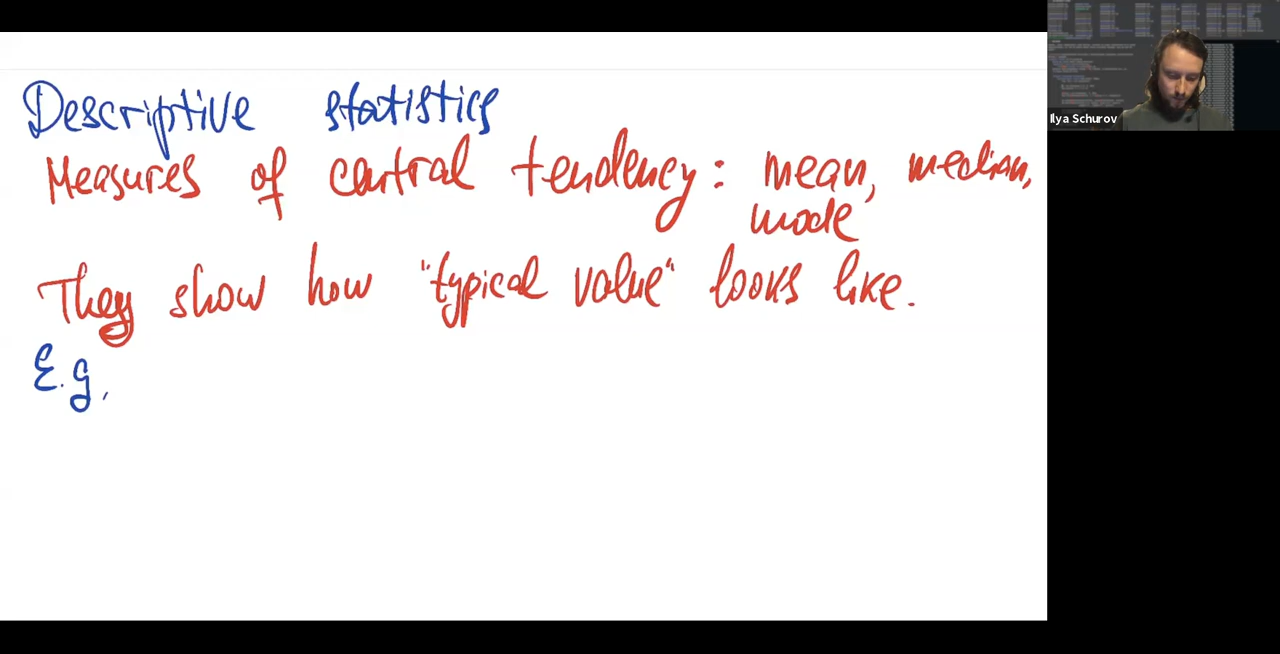 Descriptive statistics
Measures of central tendency: mean, median,
mode
They show how "typical value" looks like.
E.g.
Ilya Schurov